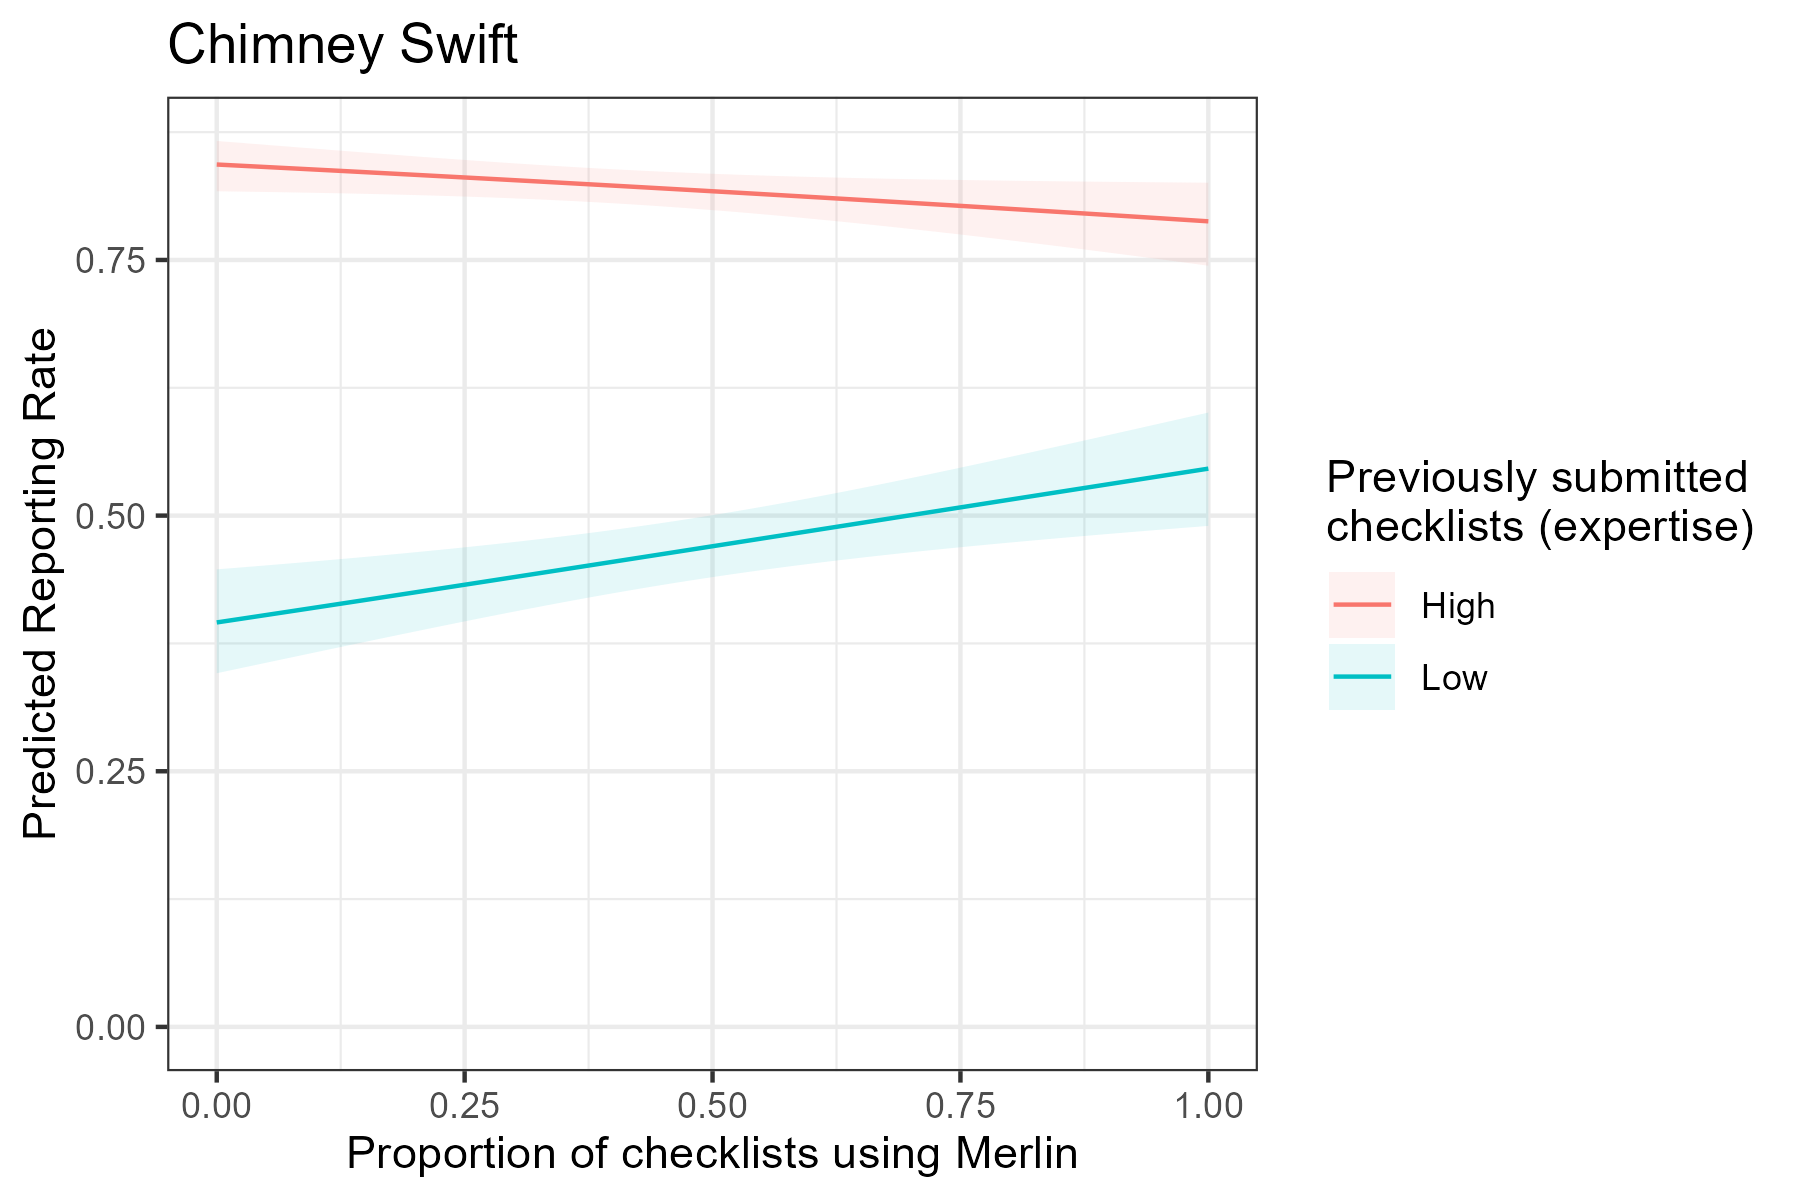 Chimney Swift
Predicted Reporting Rate
0.75
0.50
0.25
0.00
0.00 0.25 0.50 0.75 1.00
Proportion of checklists using Merlin
Previously submitted
checklists (expertise)
High
Low